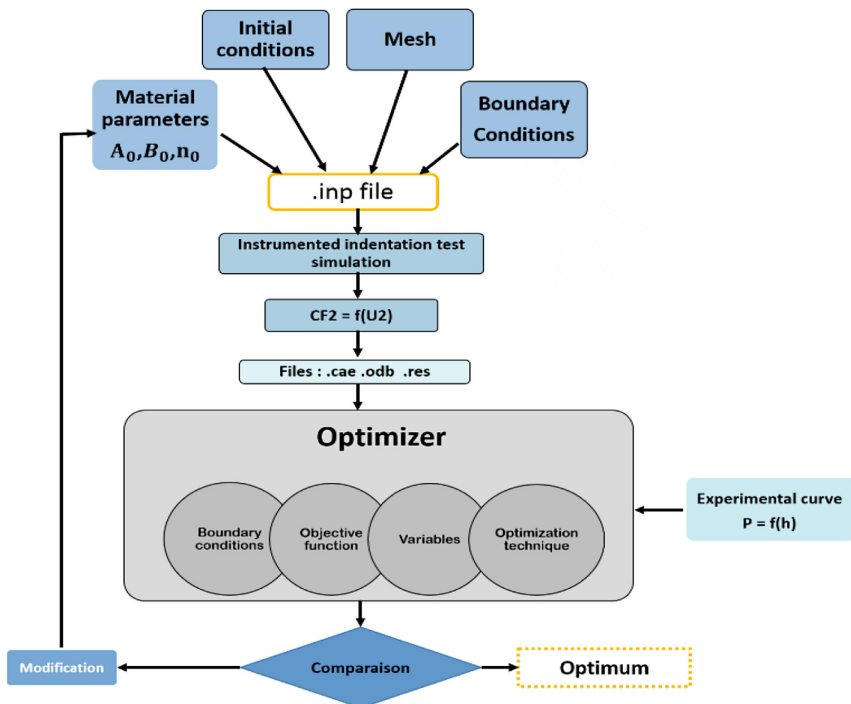 Initial
conditions
Mesh
Material
parameters
A₀,B₀,n₀
Boundary
Conditions
.inp file
Instrumented indentation test
simulation
CF2 = f(U2)
Files : .cae .odb .res
Optimizer
Boundary
conditions
Objective
function
Variables
Optimization
technique
Experimental curve
P = f(h)
Modification
Comparaison
Optimum